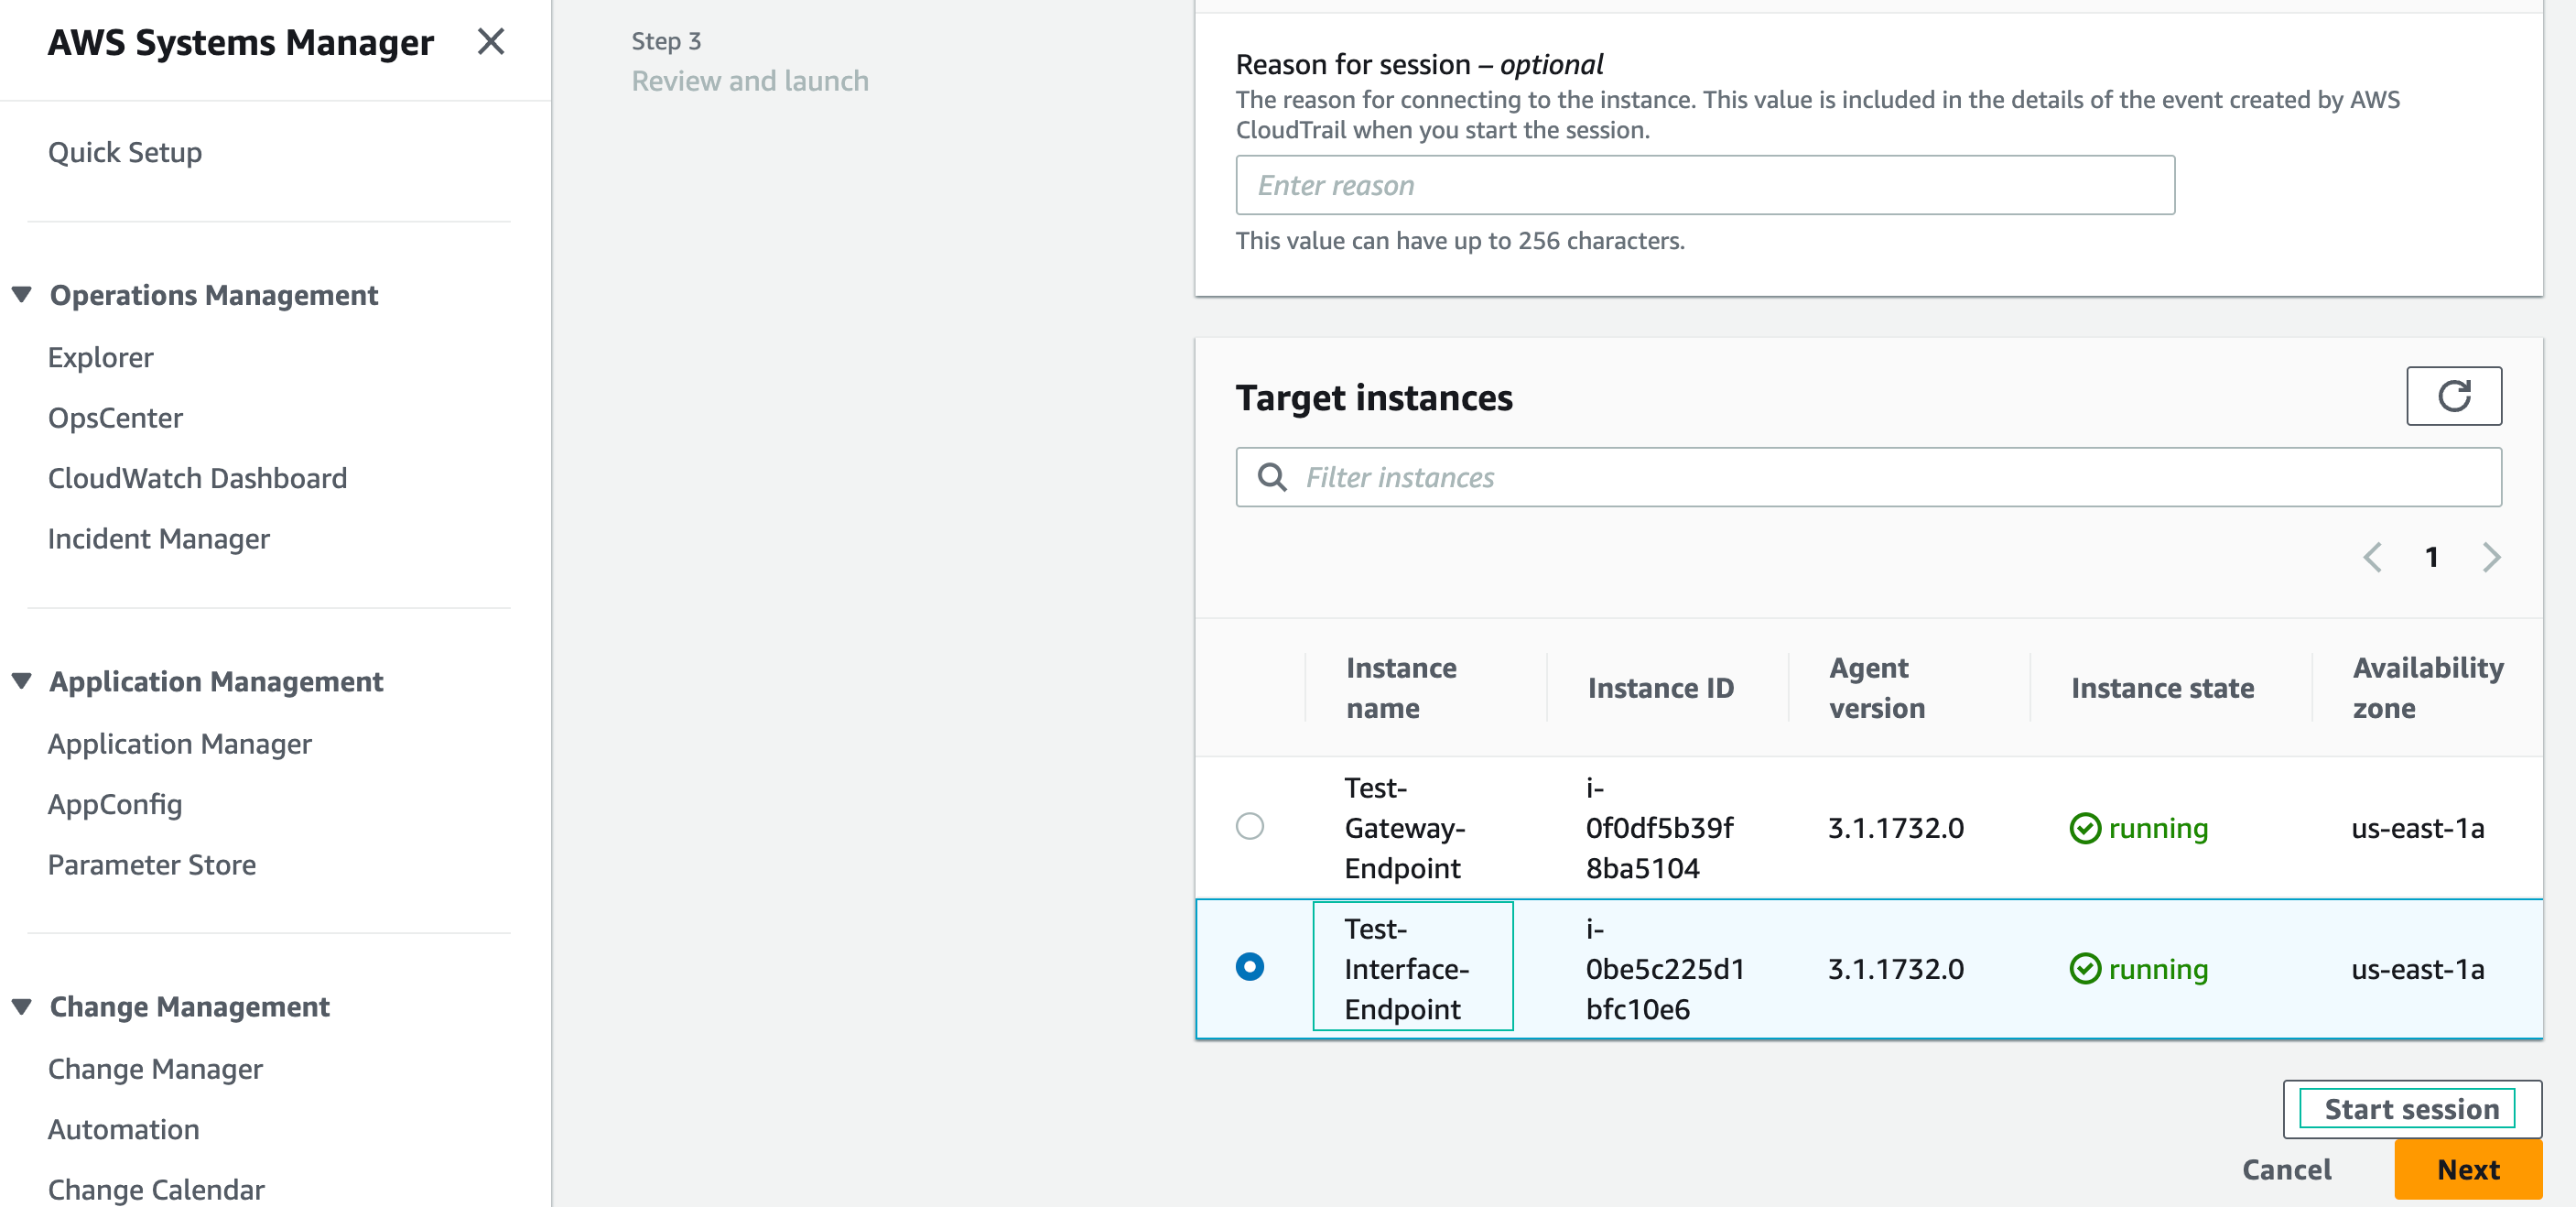 AWS Systems Manager
Quick Setup
Operations Management
Explorer
OpsCenter
CloudWatch Dashboard
Incident Manager
Application Management
Application Manager
AppConfig
Parameter Store
Change Management
Change Manager
Automation
Change Calendar
Step 3
Review and launch
Reason for session – optional
The reason for connecting to the instance. This value is included in the details of the event created by AWS
CloudTrail when you start the session.
Enter reason
This value can have up to 256 characters.
Target instances
Filter instances
1
Instance
name
Instance ID
Agent
version
Instance state
Availability
zone
Test-
Gateway-
Endpoint
i-
0f0df5b39f
8ba5104
3.1.1732.0
running
us-east-1a
Test-
Interface-
Endpoint
i-
0be5c225d1
bfc10e6
3.1.1732.0
running
us-east-1a
Start session
Cancel
Next